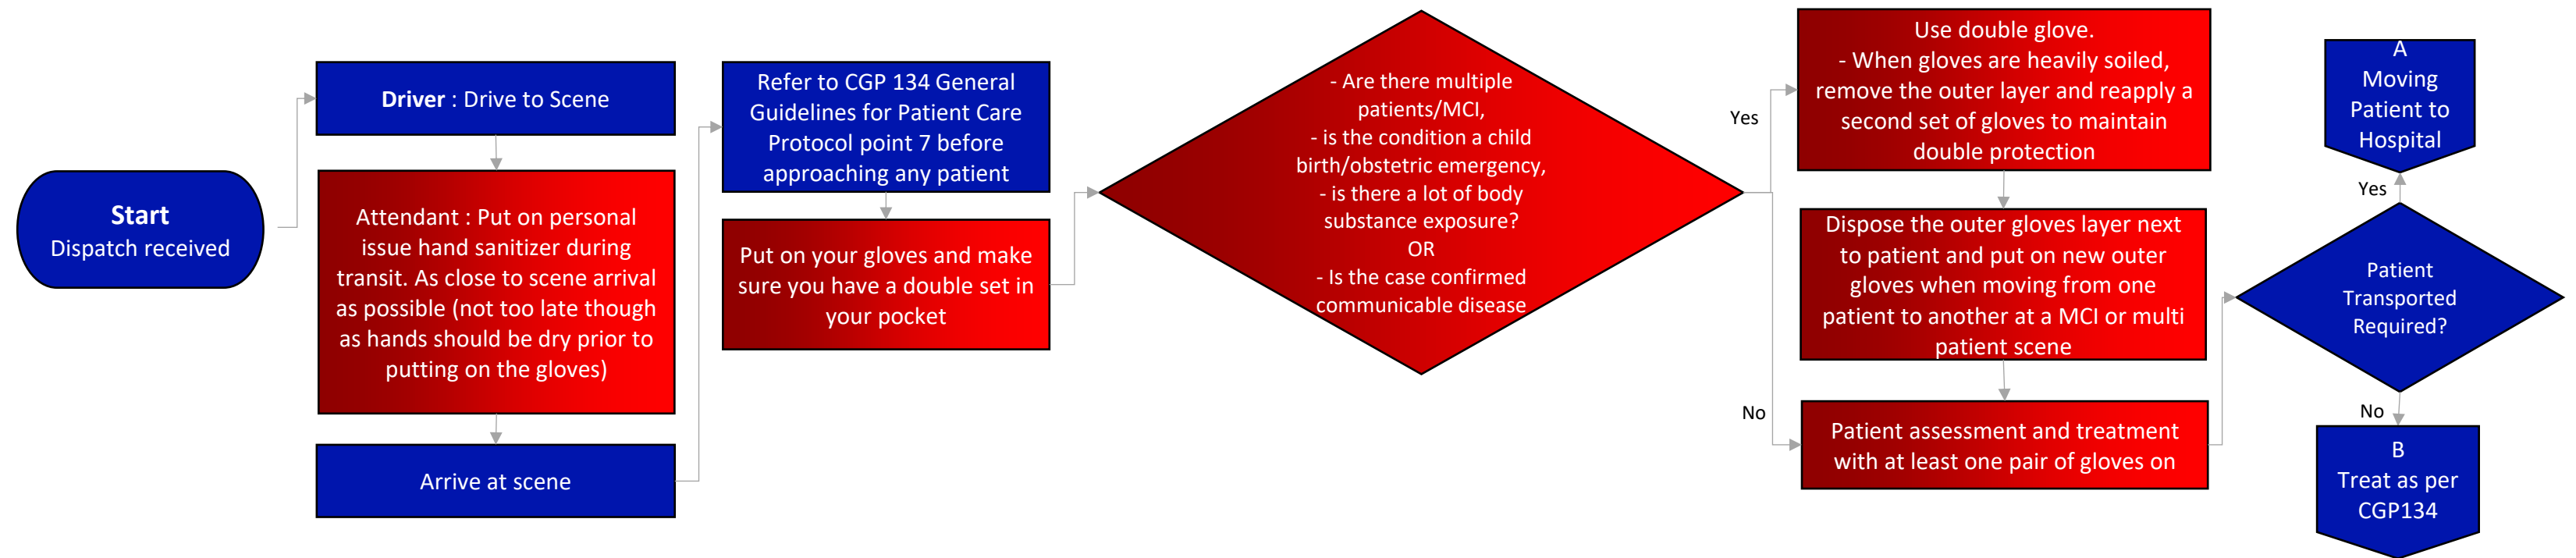 Start
Dispatch received
Driver : Drive to Scene
Attendant : Put on personal
issue hand sanitizer during
transit. As close to scene arrival
as possible (not too late though
as hands should be dry prior to
putting on the gloves)
Arrive at scene
Refer to CGP 134 General
Guidelines for Patient Care
Protocol point 7 before
approaching any patient
Put on your gloves and make
sure you have a double set in
your pocket
- Are there multiple
patients/MCI,
- is the condition a child
birth/obstetric emergency,
- is there a lot of body
substance exposure?
OR
- Is the case confirmed
communicable disease
Yes
No
Use double glove.
- When gloves are heavily soiled,
remove the outer layer and reapply a
second set of gloves to maintain
double protection
Dispose the outer gloves layer next
to patient and put on new outer
gloves when moving from one
patient to another at a MCI or multi
patient scene
Patient assessment and treatment
with at least one pair of gloves on
Patient
Transported
Required?
Yes
A
Moving
Patient to
Hospital
No
B
Treat as per
CGP134